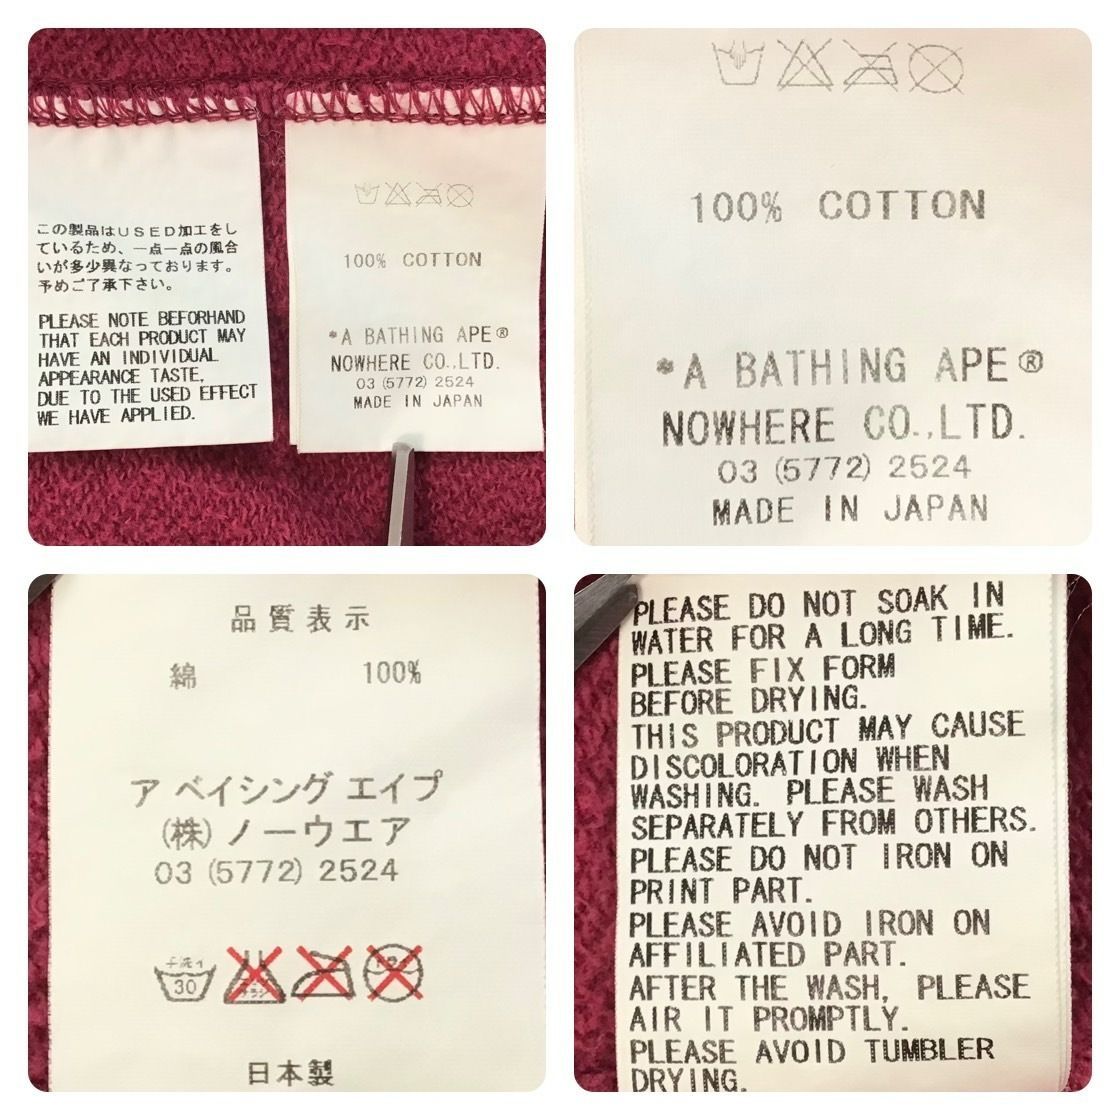 この製品はUSED加工をし
ているため、一点一点の風合
いが多少異なっております。
予めご了承下さい。
PLEASE NOTE BEFORHAND
THAT EACH PRODUCT MAY
HAVE AN INDIVIDUAL
APPEARANCE TASTE,
DUE TO THE USED EFFECT
WE HAVE APPLIED.
100% COTTON
*A BATHING APE®
NOWHERE CO.,LTD.
03 (5772) 2524
MADE IN JAPAN
100% COTTON
*A BATHING APE®
NOWHERE CO.,LTD.
03 (5772) 2524
MADE IN JAPAN
品質表示
綿 100%
ア ベイシング エイプ
(株) ノーウエア
03 (5772) 2524
手洗イ
30
日本製
PLEASE DO NOT SOAK IN
WATER FOR A LONG TIME.
PLEASE FIX FORM
BEFORE DRYING.
THIS PRODUCT MAY CAUSE
DISCOLORATION WHEN
WASHING. PLEASE WASH
SEPARATELY FROM OTHERS.
PLEASE DO NOT IRON ON
PRINT PART.
PLEASE AVOID IRON ON
AFFILIATED PART.
AFTER THE WASH, PLEASE
AIR IT PROMPTLY.
PLEASE AVOID TUMBLER
DRYING.